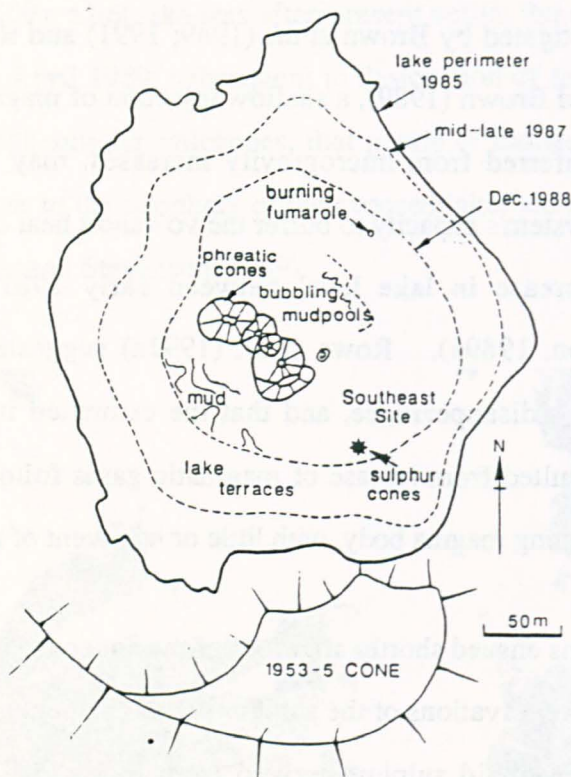 lake perimeter
1985
mid-late 1987
Dec. 1988
burning
fumarole
phreatic
cones
bubbling
mudpools
mud
Southeast
Site
lake
terraces
sulphur
cones
N
50m
1953-5 CONE